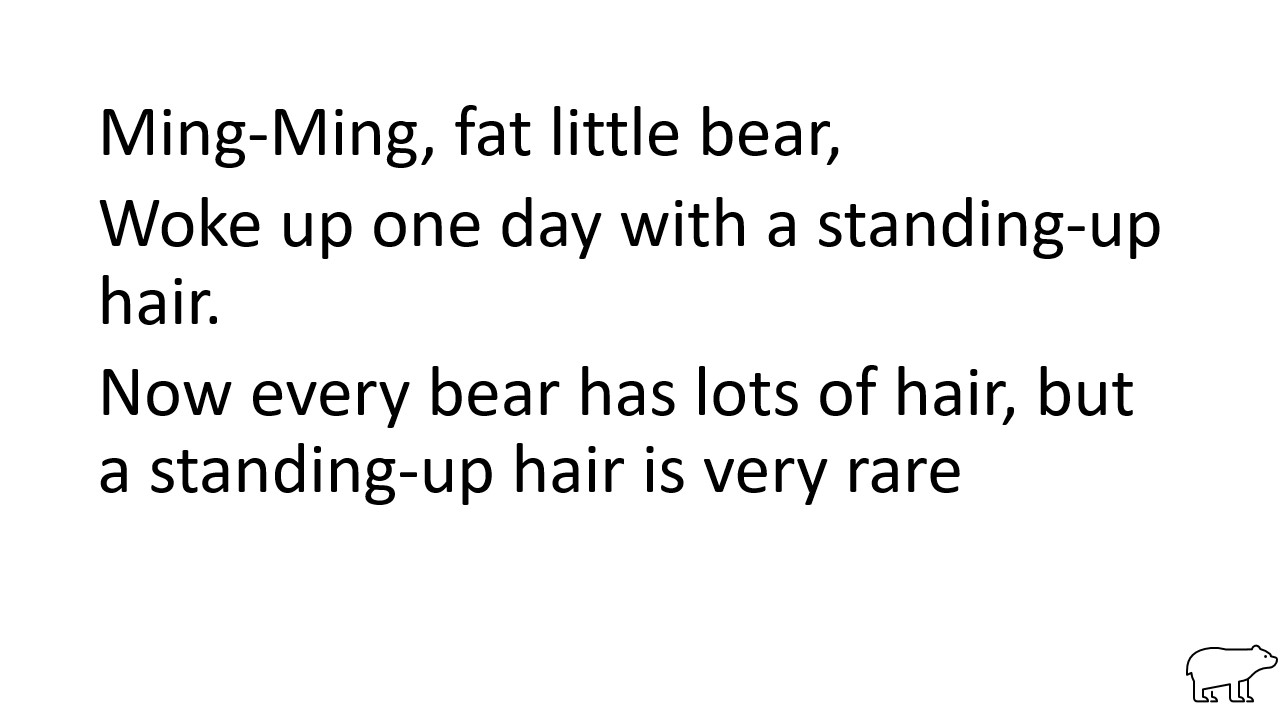 Ming-Ming, fat little bear,
Woke up one day with a standing-up
hair.
Now every bear has lots of hair, but
a standing-up hair is very rare